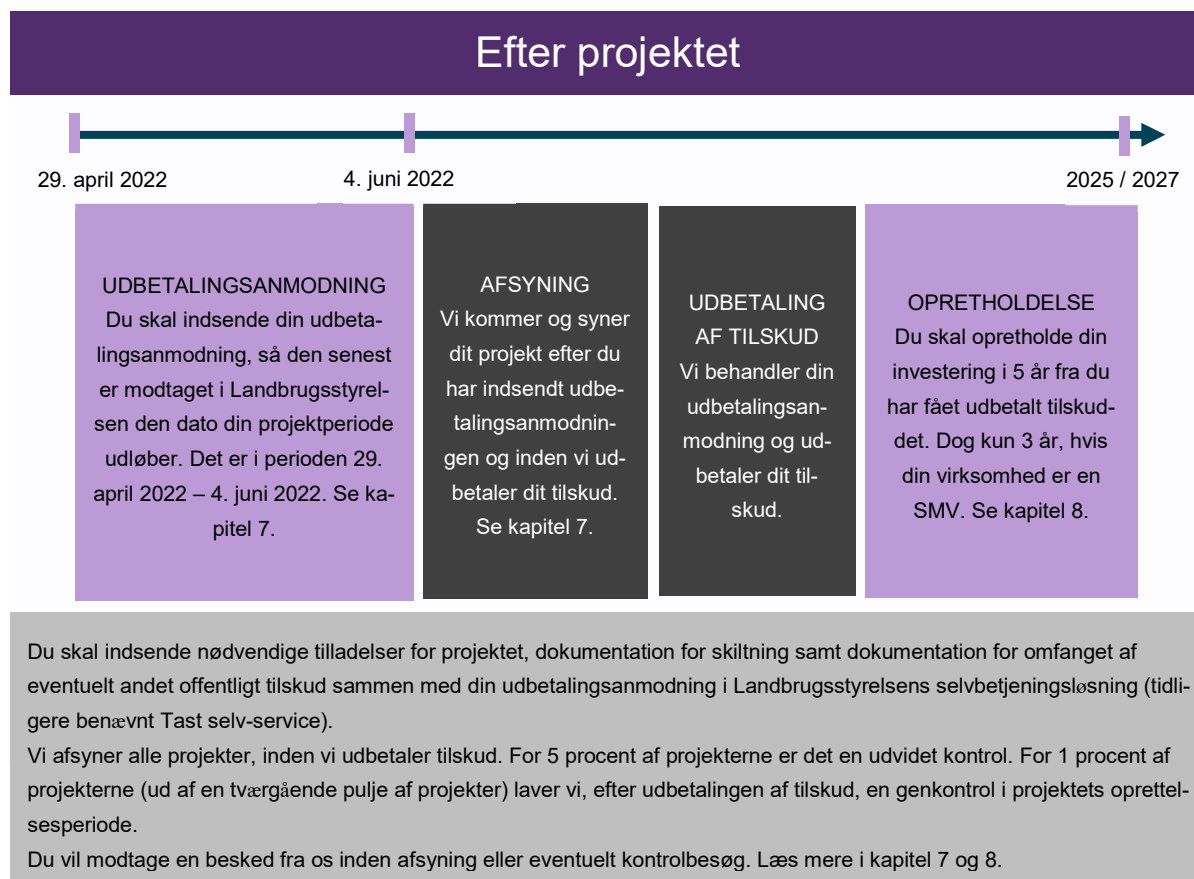 Efter projektet
29. april 2022
4. juni 2022
2025 / 2027
UDBETALINGSANMODNING
Du skal indsende din udbeta-
lingsanmodning, så den senest
er modtaget i Landbrugsstyrel-
sen den dato din projektperiode
udløber. Det er i perioden 29.
april 2022 – 4. juni 2022. Se ka-
pitel 7.
AFSYNING
Vi kommer og syner
dit projekt efter du
har indsendt udbe-
talingsanmodnin-
gen og inden vi ud-
betaler dit tilskud.
Se kapitel 7.
UDBETALING
AF TILSKUD
Vi behandler din
udbetalingsan-
modning og ud-
betaler dit til-
skud.
OPRETHOLDELSE
Du skal opretholde din
investering i 5 år fra du
har fået udbetalt tilskud-
det. Dog kun 3 år, hvis
din virksomhed er en
SMV. Se kapitel 8.
Du skal indsende nødvendige tilladelser for projektet, dokumentation for skiltning samt dokumentation for omfanget af
eventuelt andet offentligt tilskud sammen med din udbetalingsanmodning i Landbrugsstyrelsens selvbetjeningsløsning (tidli-
gere benævnt Tast selv-service).
Vi afsyner alle projekter, inden vi udbetaler tilskud. For 5 procent af projekterne er det en udvidet kontrol. For 1 procent af
projekterne (ud af en tværgående pulje af projekter) laver vi, efter udbetalingen af tilskud, en genkontrol i projektets oprettel-
sesperiode.
Du vil modtage en besked fra os inden afsyning eller eventuelt kontrolbesøg. Læs mere i kapitel 7 og 8.